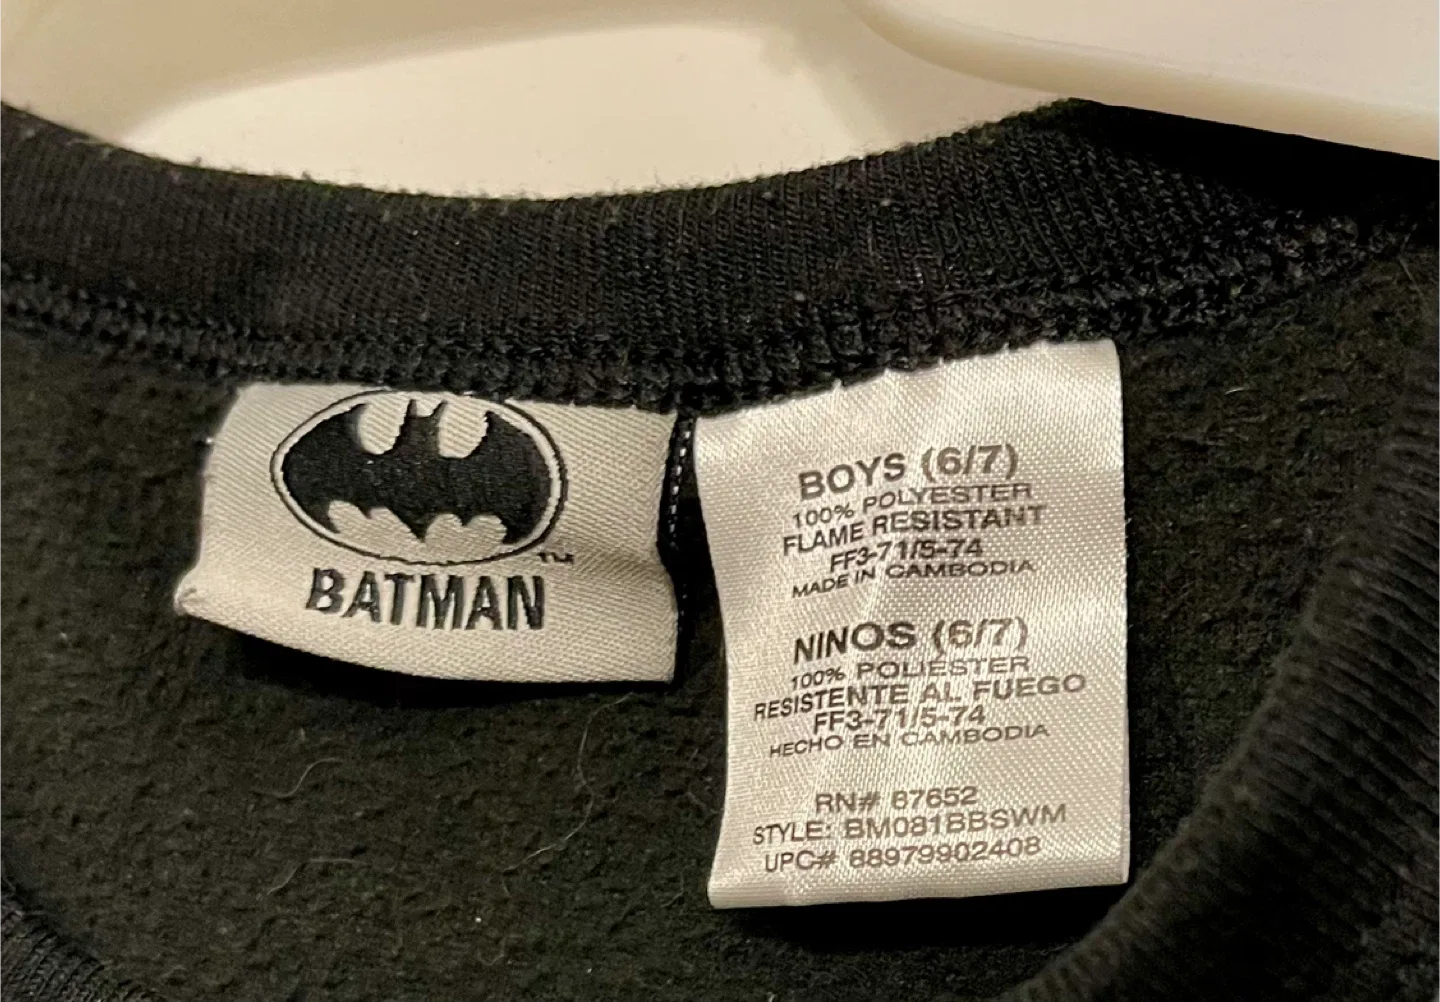 ™
BATMAN
BOYS (6/7)
100% POLYESTER
FLAME RESISTANT
FF3-71/5-74
MADE IN CAMBODIA
NINOS (6/7)
100% POLIESTER
RESISTENTE AL FUEGO
FF3-71/5-74
HECHO EN CAMBODIA
RN# 87652
STYLE: BM081BBSWM
UPC# 88979902408